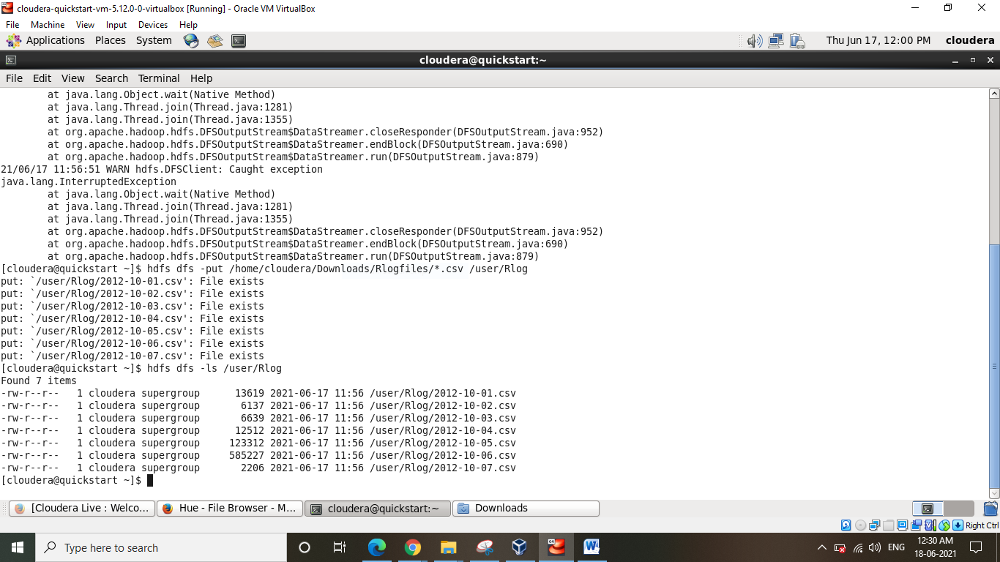 cloudera-quickstart-vm-5.12.0-0-virtualbox [Running] - Oracle VM VirtualBox
File Machine View Input Devices Help
Applications Places System Thu Jun 17, 12:00 PM cloudera
cloudera@quickstart:~
File Edit View Search Terminal Help
at java.lang.Object.wait(Native Method)
at java.lang.Thread.join(Thread.java:1281)
at java.lang.Thread.join(Thread.java:1355)
at org.apache.hadoop.hdfs.DFSOutputStream$DataStreamer.closeResponder(DFSOutputStream.java:952)
at org.apache.hadoop.hdfs.DFSOutputStream$DataStreamer.endBlock(DFSOutputStream.java:690)
at org.apache.hadoop.hdfs.DFSOutputStream$DataStreamer.run(DFSOutputStream.java:879)
21/06/17 11:56:51 WARN hdfs.DFSClient: Caught exception
java.lang.InterruptedException
at java.lang.Object.wait(Native Method)
at java.lang.Thread.join(Thread.java:1281)
at java.lang.Thread.join(Thread.java:1355)
at org.apache.hadoop.hdfs.DFSOutputStream$DataStreamer.closeResponder(DFSOutputStream.java:952)
at org.apache.hadoop.hdfs.DFSOutputStream$DataStreamer.endBlock(DFSOutputStream.java:690)
at org.apache.hadoop.hdfs.DFSOutputStream$DataStreamer.run(DFSOutputStream.java:879)
[cloudera@quickstart ~]$ hdfs dfs -put /home/cloudera/Downloads/Rlogfiles/*.csv /user/Rlog
put: `/user/Rlog/2012-10-01.csv': File exists
put: `/user/Rlog/2012-10-02.csv': File exists
put: `/user/Rlog/2012-10-03.csv': File exists
put: `/user/Rlog/2012-10-04.csv': File exists
put: `/user/Rlog/2012-10-05.csv': File exists
put: `/user/Rlog/2012-10-06.csv': File exists
put: `/user/Rlog/2012-10-07.csv': File exists
[cloudera@quickstart ~]$ hdfs dfs -ls /user/Rlog
Found 7 items
-rw-r--r-- 1 cloudera supergroup 13619 2021-06-17 11:56 /user/Rlog/2012-10-01.csv
-rw-r--r-- 1 cloudera supergroup 6137 2021-06-17 11:56 /user/Rlog/2012-10-02.csv
-rw-r--r-- 1 cloudera supergroup 6639 2021-06-17 11:56 /user/Rlog/2012-10-03.csv
-rw-r--r-- 1 cloudera supergroup 12512 2021-06-17 11:56 /user/Rlog/2012-10-04.csv
-rw-r--r-- 1 cloudera supergroup 123312 2021-06-17 11:56 /user/Rlog/2012-10-05.csv
-rw-r--r-- 1 cloudera supergroup 585227 2021-06-17 11:56 /user/Rlog/2012-10-06.csv
-rw-r--r-- 1 cloudera supergroup 2206 2021-06-17 11:56 /user/Rlog/2012-10-07.csv
[cloudera@quickstart ~]$
[Cloudera Live : Welco... Hue - File Browser - M... cloudera@quickstart:~ Downloads
Right Ctrl
Type here to search ENG 12:30 AM
18-06-2021